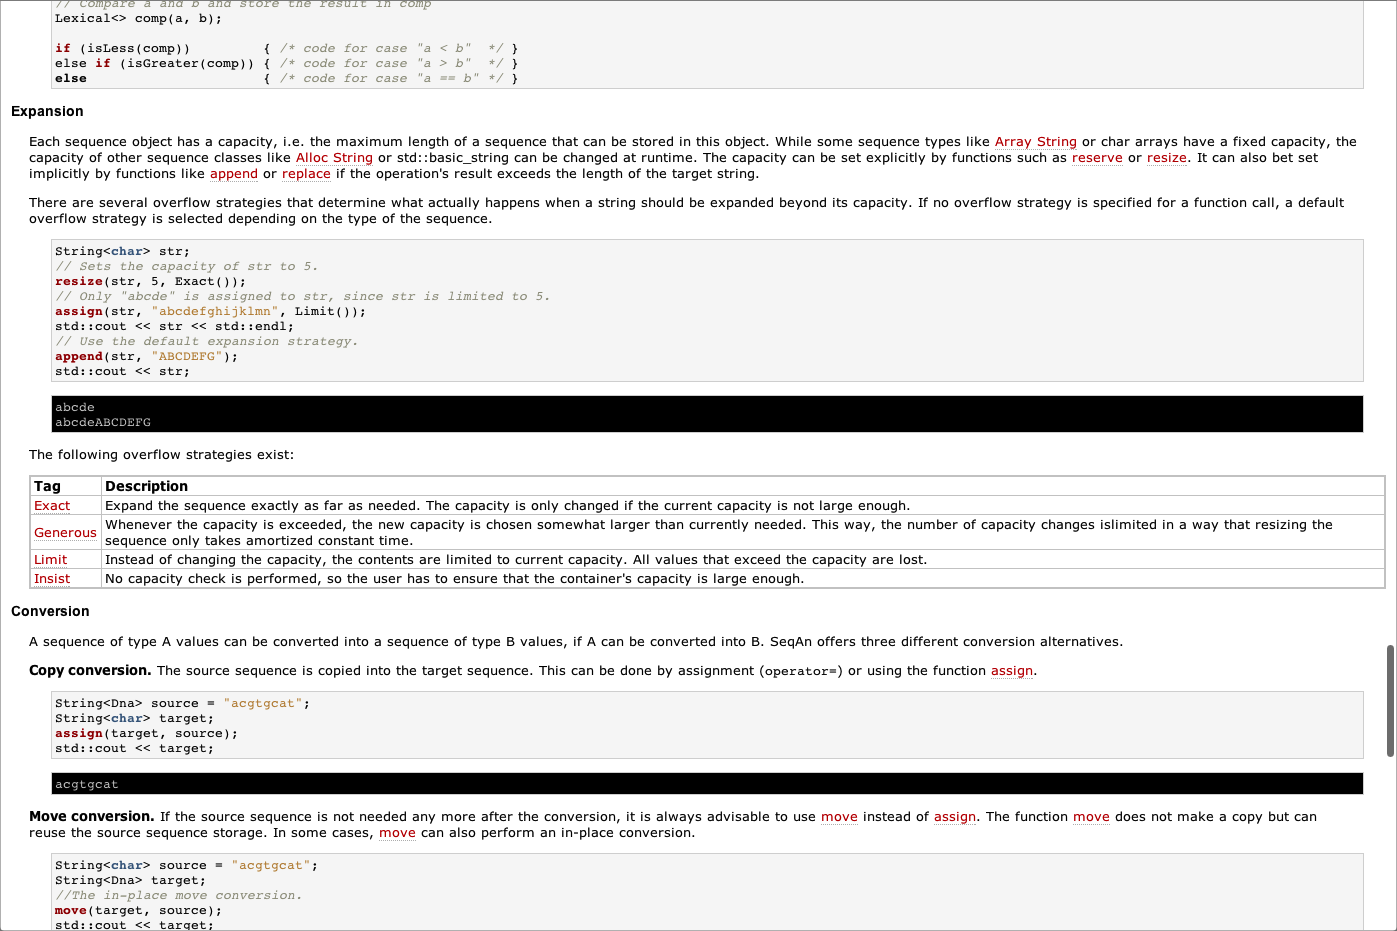 // Compare a and b and store the result in comp
Lexical<> comp(a, b);
if (isLess(comp))         { /* code for case "a < b"  */ }
else if (isGreater(comp)) { /* code for case "a > b"  */ }
else                      { /* code for case "a == b" */ }
Expansion
Each sequence object has a capacity, i.e. the maximum length of a sequence that can be stored in this object. While some sequence types like Array String or char arrays have a fixed capacity, the
capacity of other sequence classes like Alloc String or std::basic_string can be changed at runtime. The capacity can be set explicitly by functions such as reserve or resize. It can also bet set
implicitly by functions like append or replace if the operation's result exceeds the length of the target string.
There are several overflow strategies that determine what actually happens when a string should be expanded beyond its capacity. If no overflow strategy is specified for a function call, a default
overflow strategy is selected depending on the type of the sequence.
String<char> str;
// Sets the capacity of str to 5.
resize(str, 5, Exact());
// Only "abcde" is assigned to str, since str is limited to 5.
assign(str, "abcdefghijklmn", Limit());
std::cout << str << std::endl;
// Use the default expansion strategy.
append(str, "ABCDEFG");
std::cout << str;
abcde
abcdeABCDEFG
The following overflow strategies exist:
Tag Description
Exact Expand the sequence exactly as far as needed. The capacity is only changed if the current capacity is not large enough.
Generous Whenever the capacity is exceeded, the new capacity is chosen somewhat larger than currently needed. This way, the number of capacity changes islimited in a way that resizing the
sequence only takes amortized constant time.
Limit Instead of changing the capacity, the contents are limited to current capacity. All values that exceed the capacity are lost.
Insist No capacity check is performed, so the user has to ensure that the container's capacity is large enough.
Conversion
A sequence of type A values can be converted into a sequence of type B values, if A can be converted into B. SeqAn offers three different conversion alternatives.
Copy conversion. The source sequence is copied into the target sequence. This can be done by assignment (operator=) or using the function assign.
String<Dna> source = "acgtgcat";
String<char> target;
assign(target, source);
std::cout << target;
acgtgcat
Move conversion. If the source sequence is not needed any more after the conversion, it is always advisable to use move instead of assign. The function move does not make a copy but can
reuse the source sequence storage. In some cases, move can also perform an in-place conversion.
String<char> source = "acgtgcat";
String<Dna> target;
//The in-place move conversion.
move(target, source);
std::cout << target;